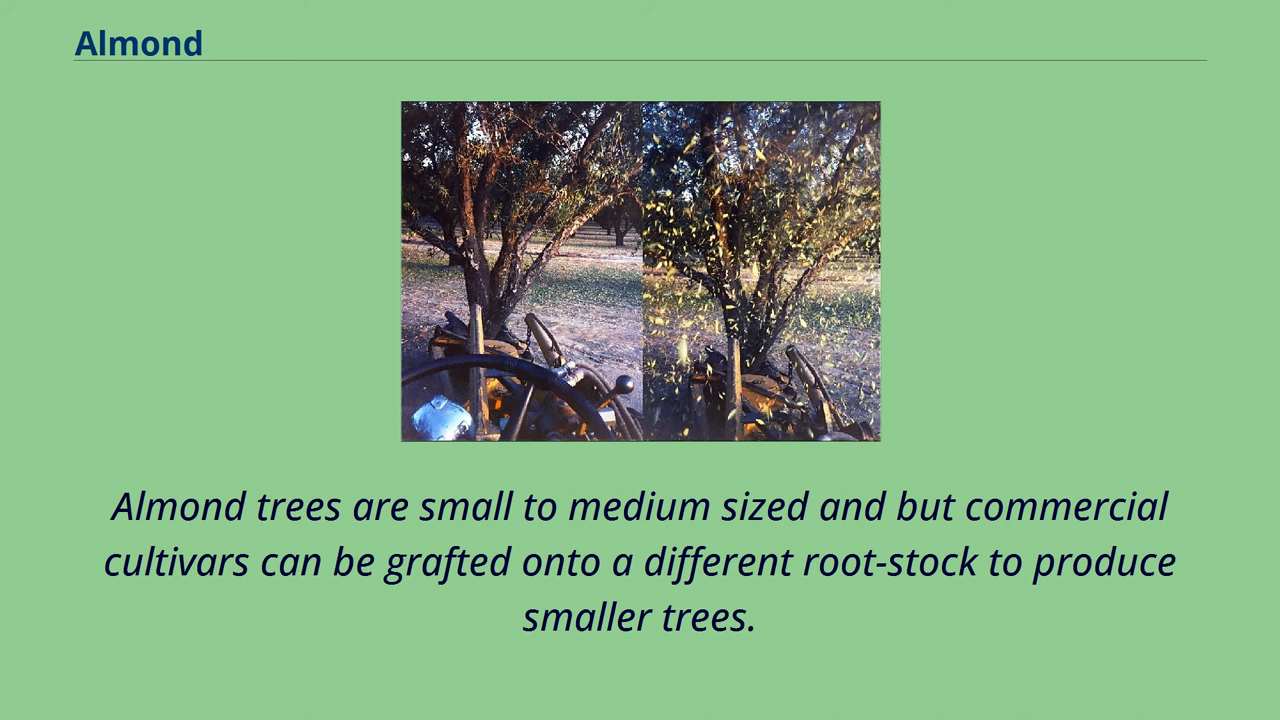 Almond
Almond trees are small to medium sized and but commercial
cultivars can be grafted onto a different root-stock to produce
smaller trees.